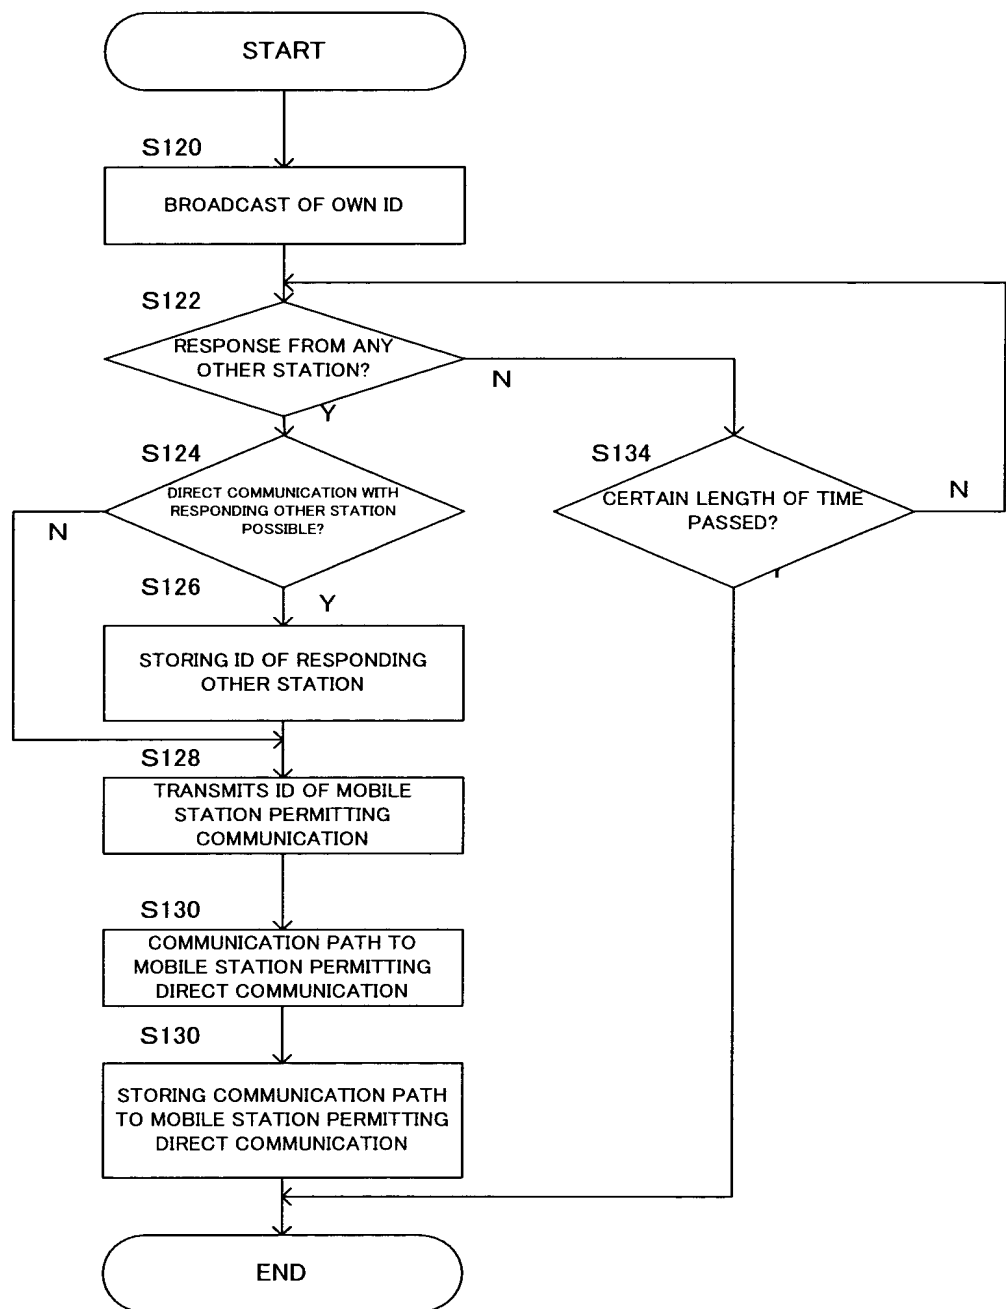 START
S120
BROADCAST OF OWN ID
S122
RESPONSE FROM ANY
OTHER STATION?
N
Y
S124
DIRECT COMMUNICATION WITH
RESPONDING OTHER STATION
POSSIBLE?
N
S134
CERTAIN LENGTH OF TIME
PASSED?
N
Y
S126
Y
STORING ID OF RESPONDING
OTHER STATION
S128
TRANSMITS ID OF MOBILE
STATION PERMITTING
COMMUNICATION
S130
COMMUNICATION PATH TO
MOBILE STATION PERMITTING
DIRECT COMMUNICATION
S130
STORING COMMUNICATION PATH
TO MOBILE STATION PERMITTING
DIRECT COMMUNICATION
END